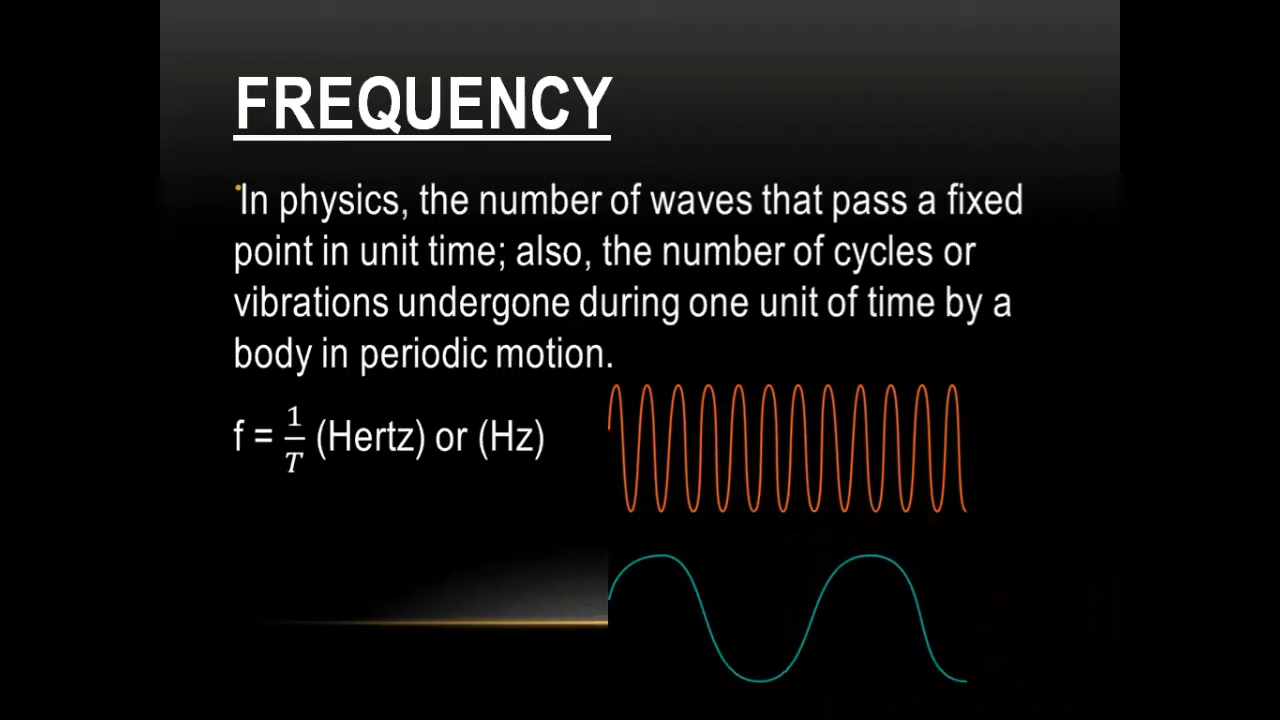 FREQUENCY
•In physics, the number of waves that pass a fixed
point in unit time; also, the number of cycles or
vibrations undergone during one unit of time by a
body in periodic motion.
f = 1/T (Hertz) or (Hz)